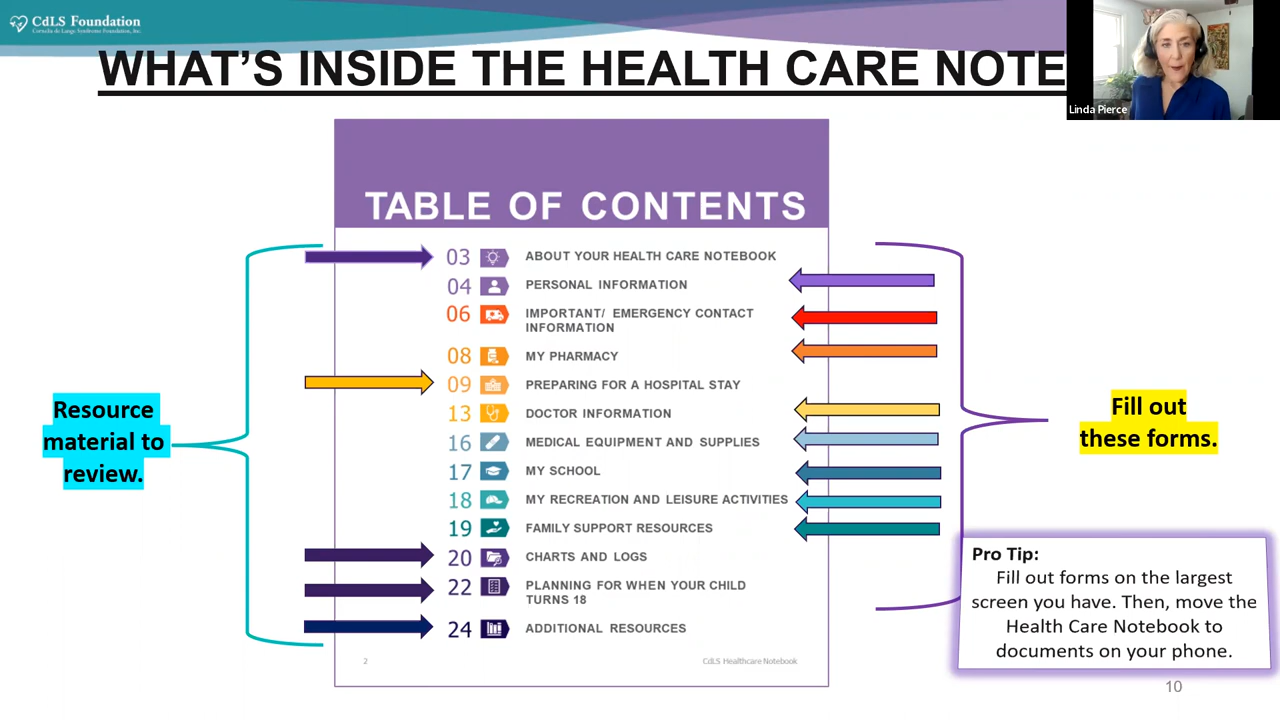 CdLS Foundation
Cornelia de Lange Syndrome Foundation, Inc.
WHAT'S INSIDE THE HEALTH CARE NOTE
Linda Pierce
TABLE OF CONTENTS
03 ABOUT YOUR HEALTH CARE NOTEBOOK
04 PERSONAL INFORMATION
06 IMPORTANT/ EMERGENCY CONTACT
INFORMATION
08 MY PHARMACY
09 PREPARING FOR A HOSPITAL STAY
13 DOCTOR INFORMATION
16 MEDICAL EQUIPMENT AND SUPPLIES
17 MY SCHOOL
18 MY RECREATION AND LEISURE ACTIVITIES
19 FAMILY SUPPORT RESOURCES
20 CHARTS AND LOGS
22 PLANNING FOR WHEN YOUR CHILD
TURNS 18
24 ADDITIONAL RESOURCES
2
CdLS Healthcare Notebook
Resource
material to
review.
Fill out
these forms.
Pro Tip:
Fill out forms on the largest
screen you have. Then, move the
Health Care Notebook to
documents on your phone.
10